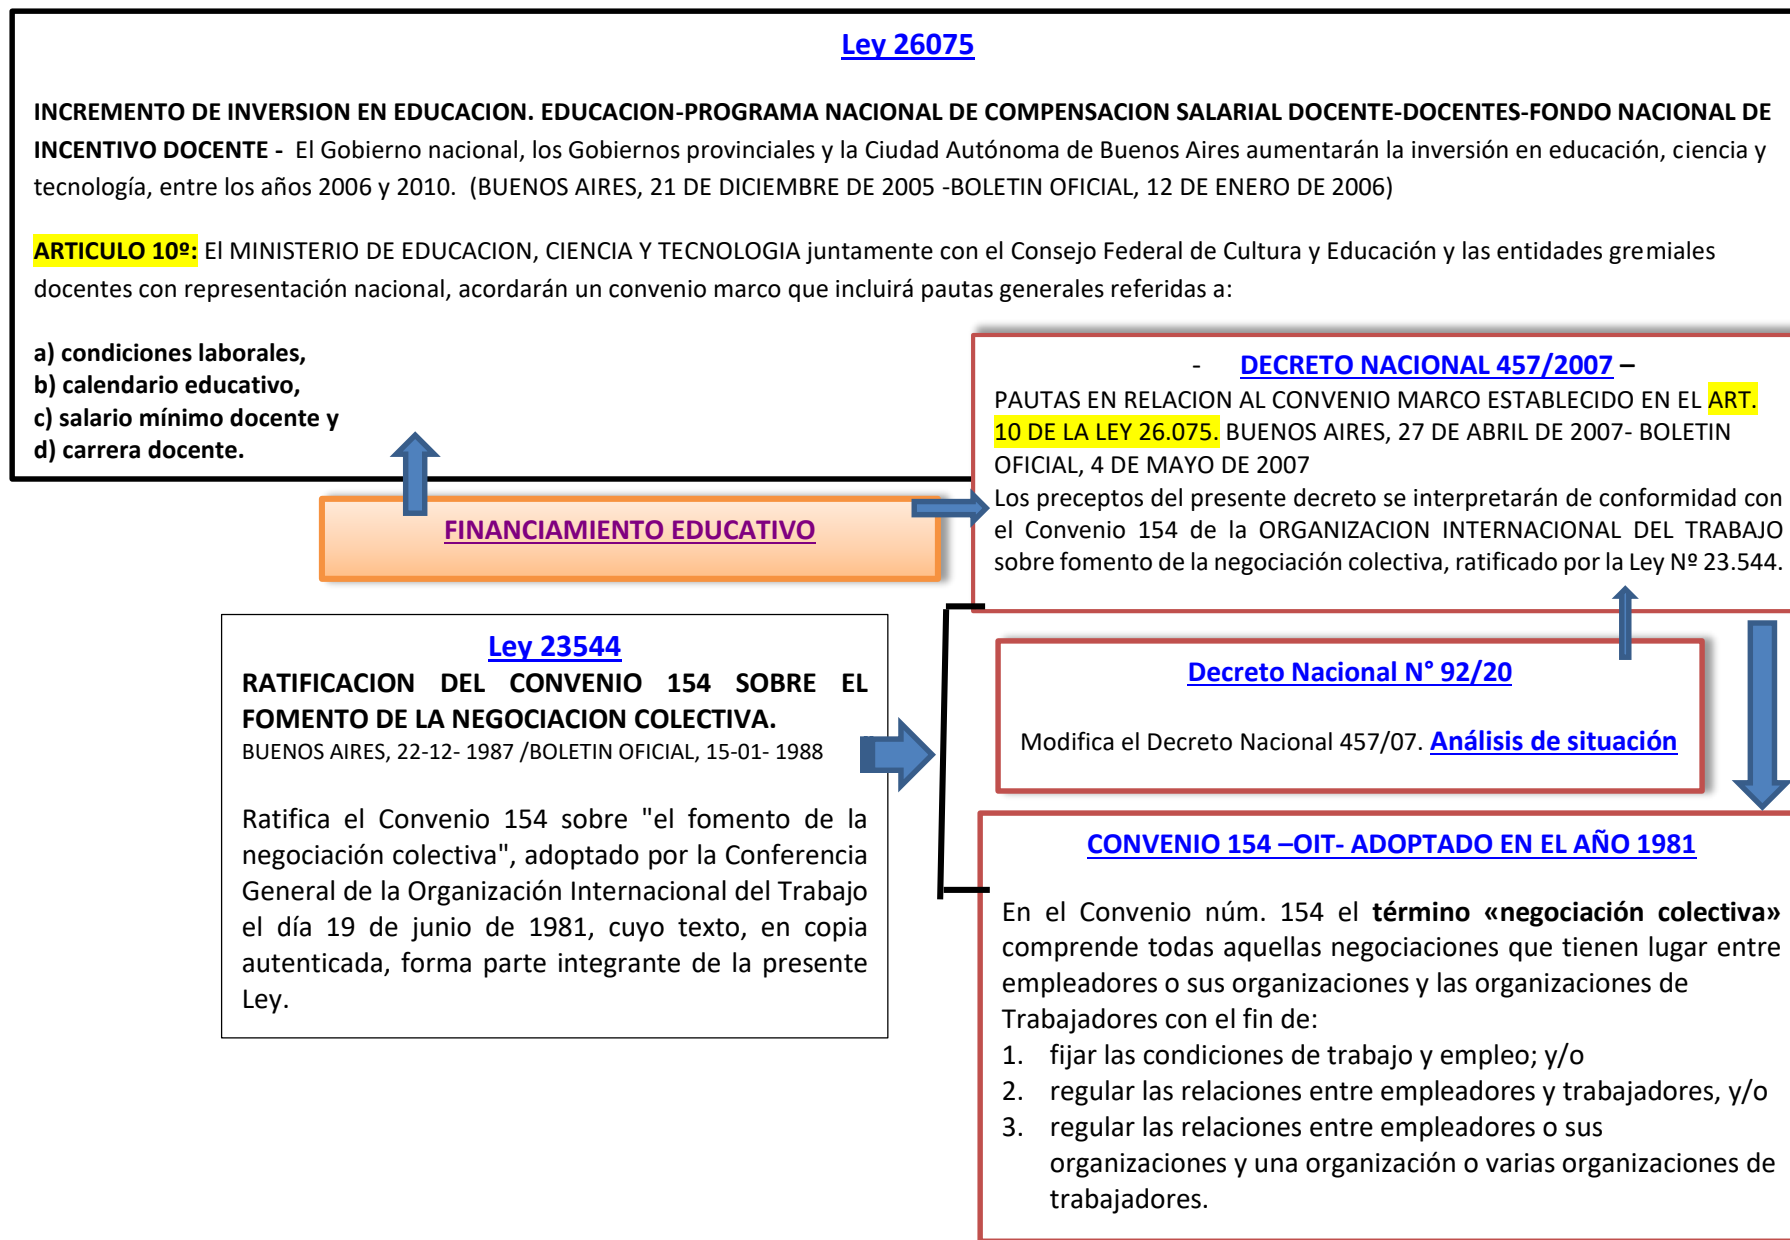 Ley 26075
INCREMENTO DE INVERSION EN EDUCACION. EDUCACION-PROGRAMA NACIONAL DE COMPENSACION SALARIAL DOCENTE-DOCENTES-FONDO NACIONAL DE
INCENTIVO DOCENTE - El Gobierno nacional, los Gobiernos provinciales y la Ciudad Autónoma de Buenos Aires aumentarán la inversión en educación, ciencia y
tecnología, entre los años 2006 y 2010. (BUENOS AIRES, 21 DE DICIEMBRE DE 2005 -BOLETIN OFICIAL, 12 DE ENERO DE 2006)
ARTICULO 10º: El MINISTERIO DE EDUCACION, CIENCIA Y TECNOLOGIA juntamente con el Consejo Federal de Cultura y Educación y las entidades gremiales
docentes con representación nacional, acordarán un convenio marco que incluirá pautas generales referidas a:
a) condiciones laborales,
b) calendario educativo,
c) salario mínimo docente y
d) carrera docente.
- DECRETO NACIONAL 457/2007 –
PAUTAS EN RELACION AL CONVENIO MARCO ESTABLECIDO EN EL ART.
10 DE LA LEY 26.075. BUENOS AIRES, 27 DE ABRIL DE 2007- BOLETIN
OFICIAL, 4 DE MAYO DE 2007
Los preceptos del presente decreto se interpretarán de conformidad con
el Convenio 154 de la ORGANIZACION INTERNACIONAL DEL TRABAJO
sobre fomento de la negociación colectiva, ratificado por la Ley Nº 23.544.
FINANCIAMIENTO EDUCATIVO
Ley 23544
RATIFICACION DEL CONVENIO 154 SOBRE EL
FOMENTO DE LA NEGOCIACION COLECTIVA.
BUENOS AIRES, 22-12- 1987 /BOLETIN OFICIAL, 15-01- 1988
Ratifica el Convenio 154 sobre "el fomento de la
negociación colectiva", adoptado por la Conferencia
General de la Organización Internacional del Trabajo
el día 19 de junio de 1981, cuyo texto, en copia
autenticada, forma parte integrante de la presente
Ley.
Decreto Nacional N° 92/20
Modifica el Decreto Nacional 457/07. Análisis de situación
CONVENIO 154 –OIT- ADOPTADO EN EL AÑO 1981
En el Convenio núm. 154 el término «negociación colectiva»
comprende todas aquellas negociaciones que tienen lugar entre
empleadores o sus organizaciones y las organizaciones de
Trabajadores con el fin de:
1. fijar las condiciones de trabajo y empleo; y/o
2. regular las relaciones entre empleadores y trabajadores, y/o
3. regular las relaciones entre empleadores o sus
organizaciones y una organización o varias organizaciones de
trabajadores.